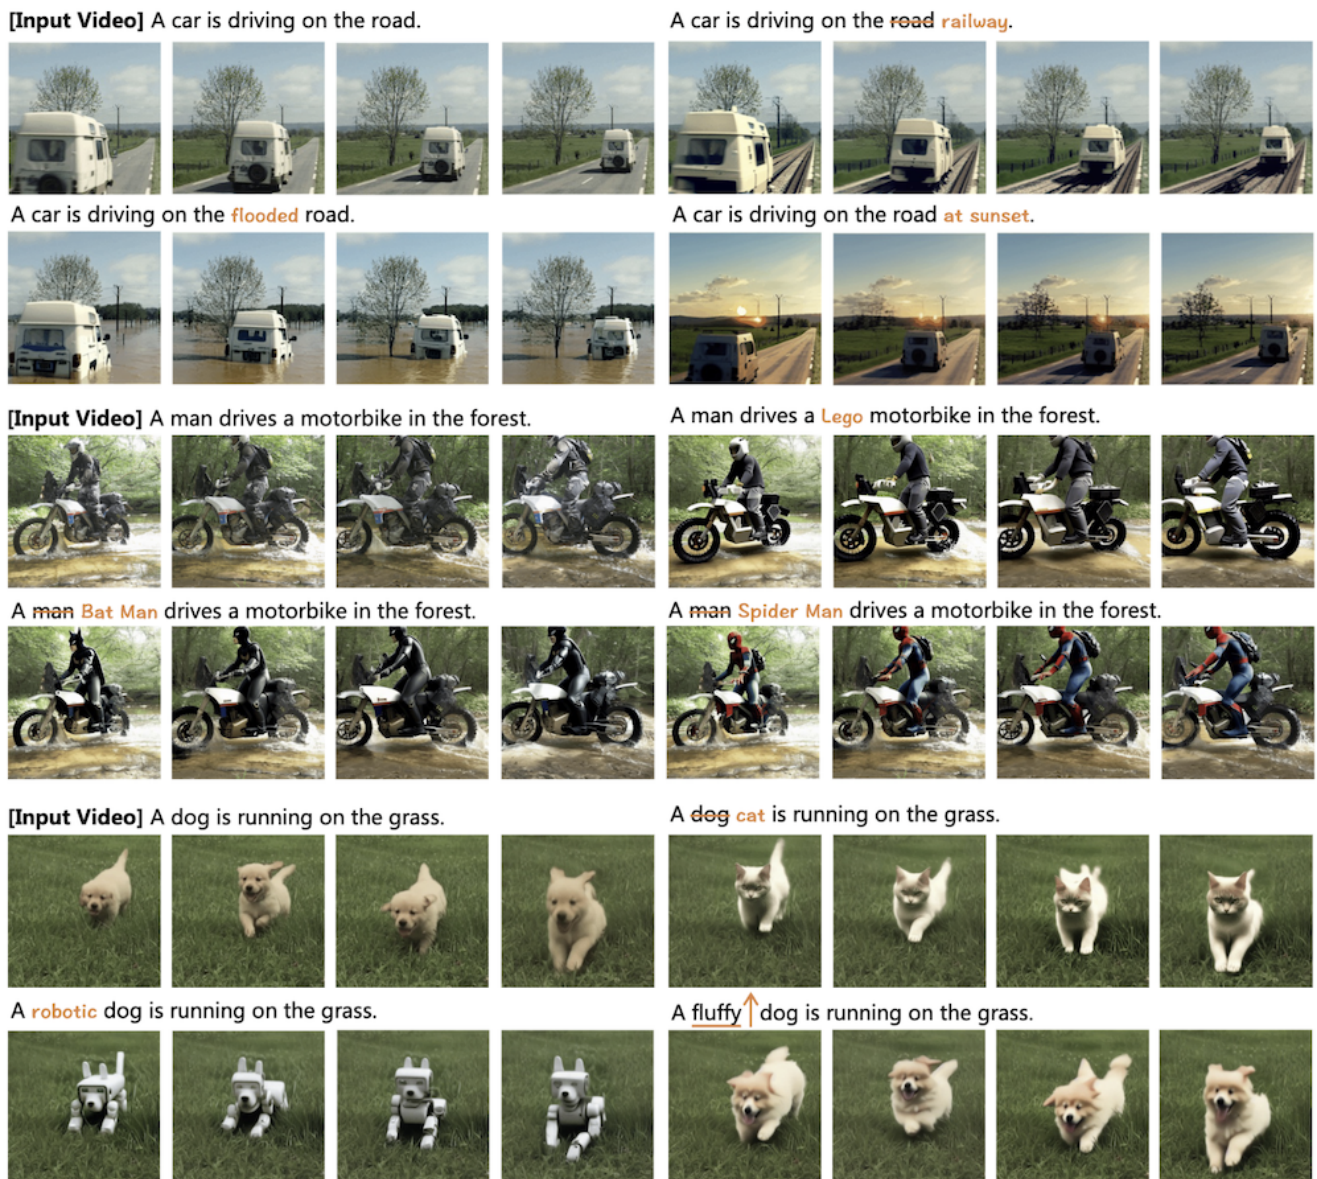 [Input Video] A car is driving on the road.
A car is driving on the road railway.
A car is driving on the flooded road.
A car is driving on the road at sunset.
[Input Video] A man drives a motorbike in the forest.
A man drives a Lego motorbike in the forest.
A man Bat Man drives a motorbike in the forest.
A man Spider Man drives a motorbike in the forest.
[Input Video] A dog is running on the grass.
A dog cat is running on the grass.
A robotic dog is running on the grass.
A fluffy ↑ dog is running on the grass.